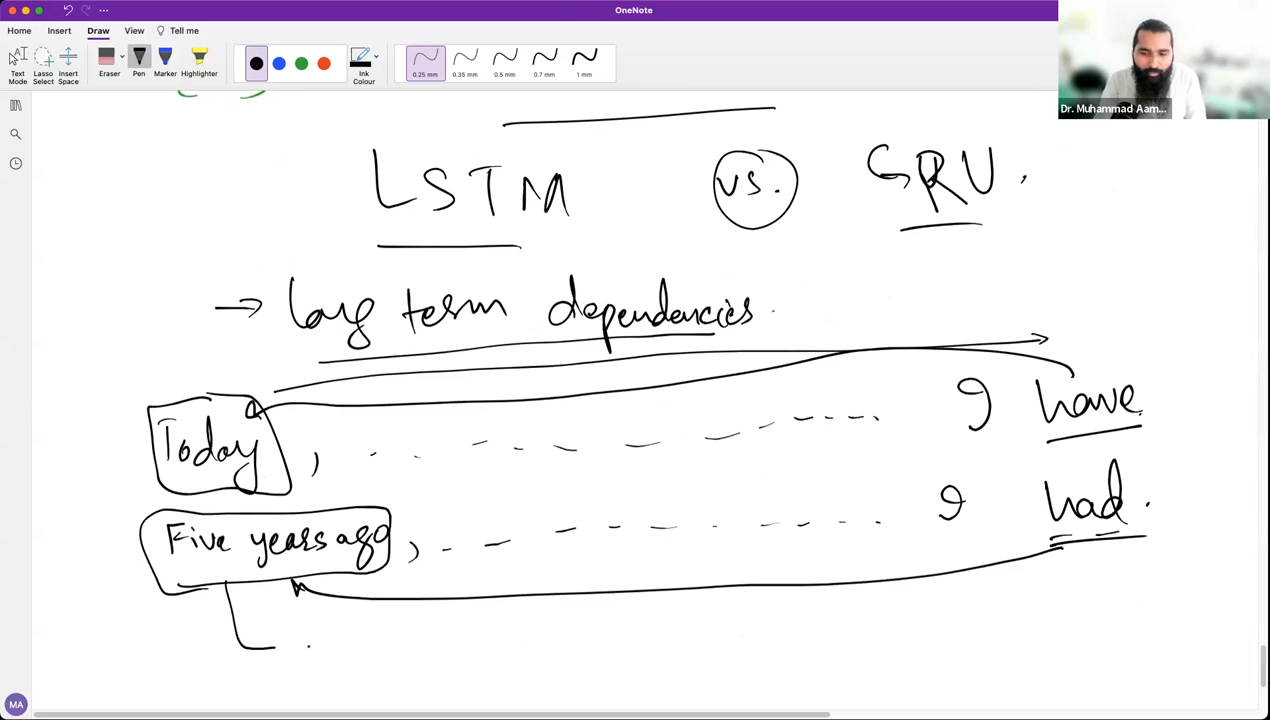 OneNote
Home Insert Draw View Tell me
Text Mode Lasso Select Insert Space Eraser Pen Marker Highlighter Ink Colour 0.25 mm 0.35 mm 0.5 mm 0.7 mm 1 mm
Dr. Muhammad Aam...
LSTM vs. GRU.
→ long term dependencies.
Today, I have.
Five years ago, I had.
MA